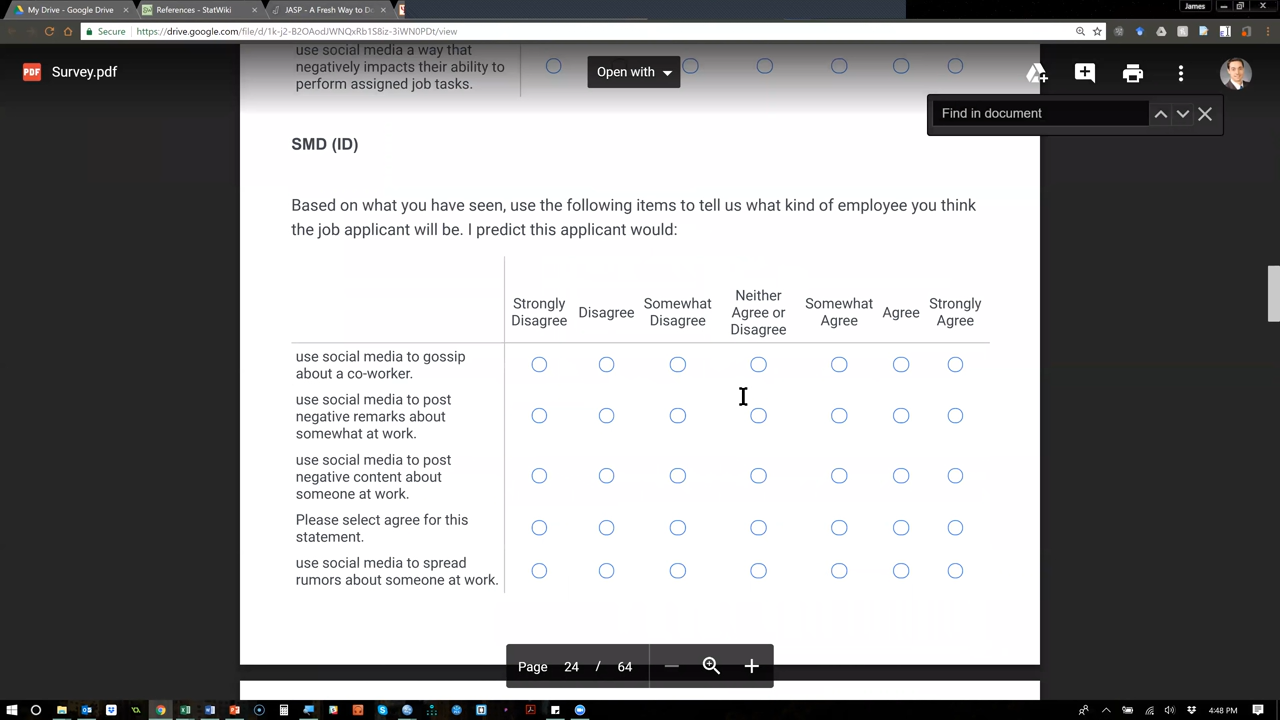 My Drive - Google Drive
References - StatWiki
JASP - A Fresh Way to Do
James
Secure
https://drive.google.com/file/d/1k-j2-B2OAodJWNQxRb1S8iz-3iWN0PDt/view
PDF
Survey.pdf
Open with
Find in document
use social media a way that
negatively impacts their ability to
perform assigned job tasks.
SMD (ID)
Based on what you have seen, use the following items to tell us what kind of employee you think
the job applicant will be. I predict this applicant would:
Strongly Disagree
Disagree
Somewhat Disagree
Neither Agree or Disagree
Somewhat Agree
Agree
Strongly Agree
use social media to gossip
about a co-worker.
use social media to post
negative remarks about
somewhat at work.
use social media to post
negative content about
someone at work.
Please select agree for this
statement.
use social media to spread
rumors about someone at work.
Page 24 / 64
4:48 PM